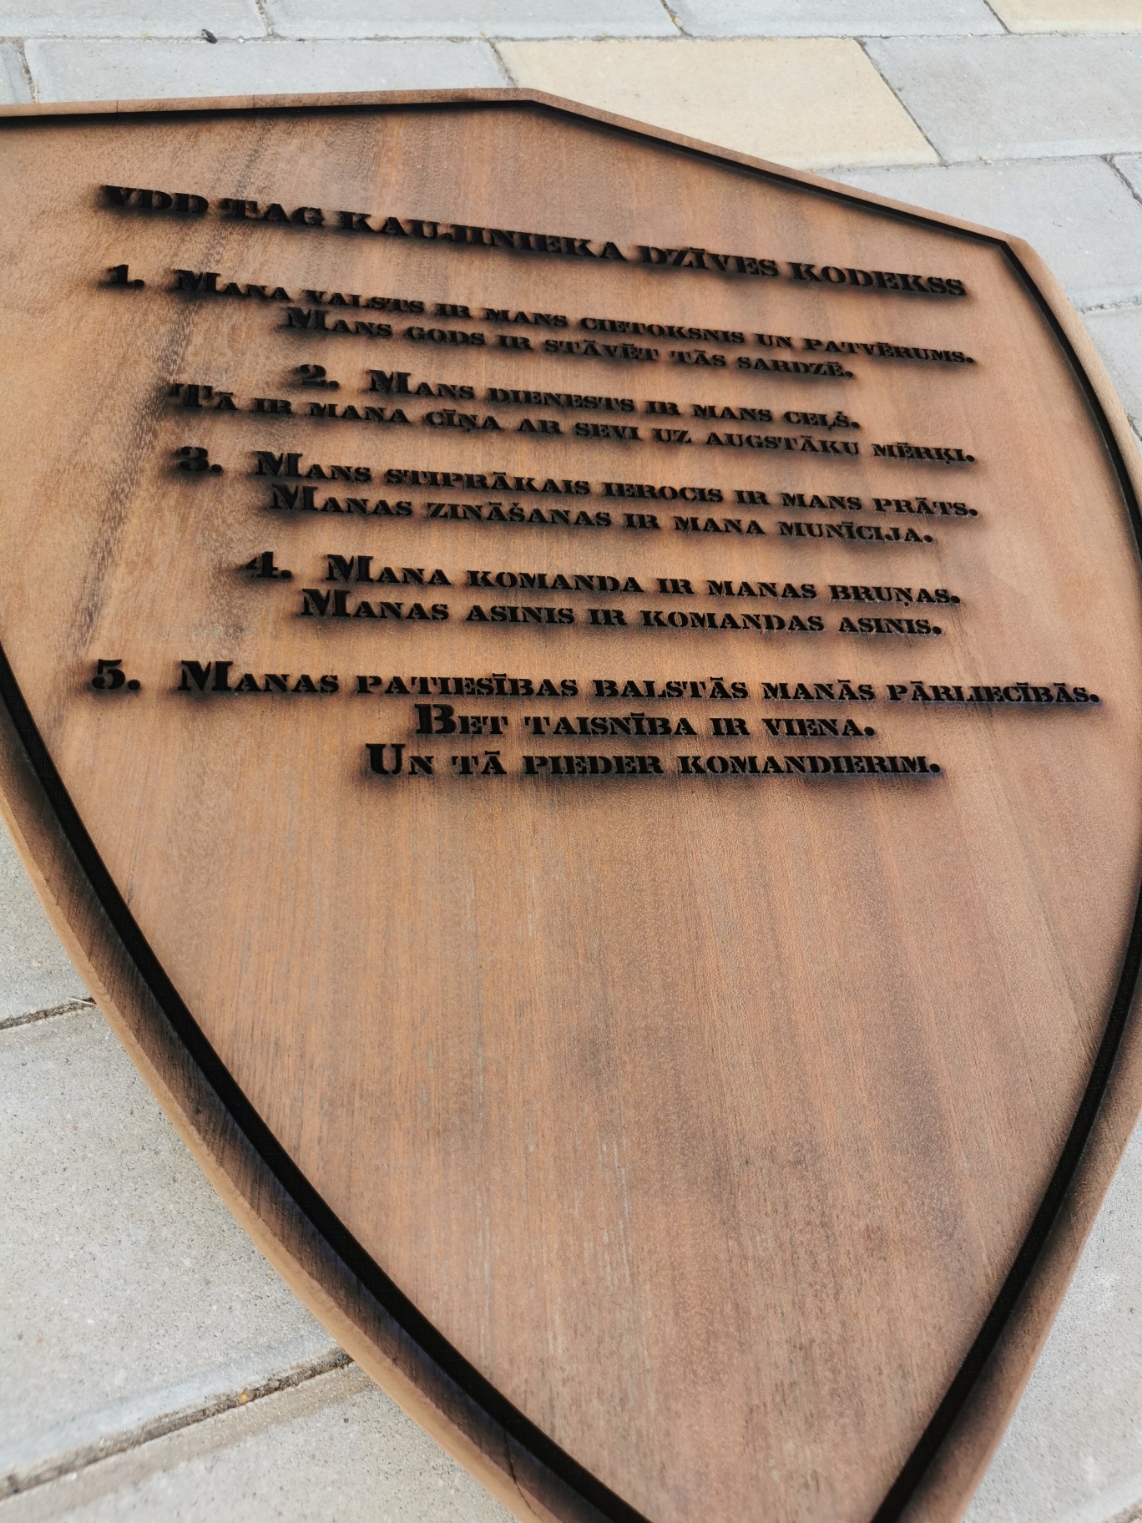 VDD TAG KAUJINIEKA DZĪVES KODEKSS
1. MANA VALSTS IR MANS CIETOKSNIS UN PATVĒRUMS.
MANS GODS IR STĀVĒT TĀS SARDZĒ.
2. MANS DIENESTS IR MANS CEĻŠ.
TĀ IR MANA CĪŅA AR SEVI UZ AUGSTĀKU MĒRĶI.
3. MANS STIPRĀKAIS IEROCIS IR MANS PRĀTS.
MANAS ZINĀŠANAS IR MANA MUNĪCIJA.
4. MANA KOMANDA IR MANAS BRUŅAS.
MANAS ASINIS IR KOMANDAS ASINIS.
5. MANAS PATIESĪBAS BALSTĀS MANĀS PĀRLIECĪBĀS.
BET TAISNĪBA IR VIENA.
UN TĀ PIEDER KOMANDIERIM.